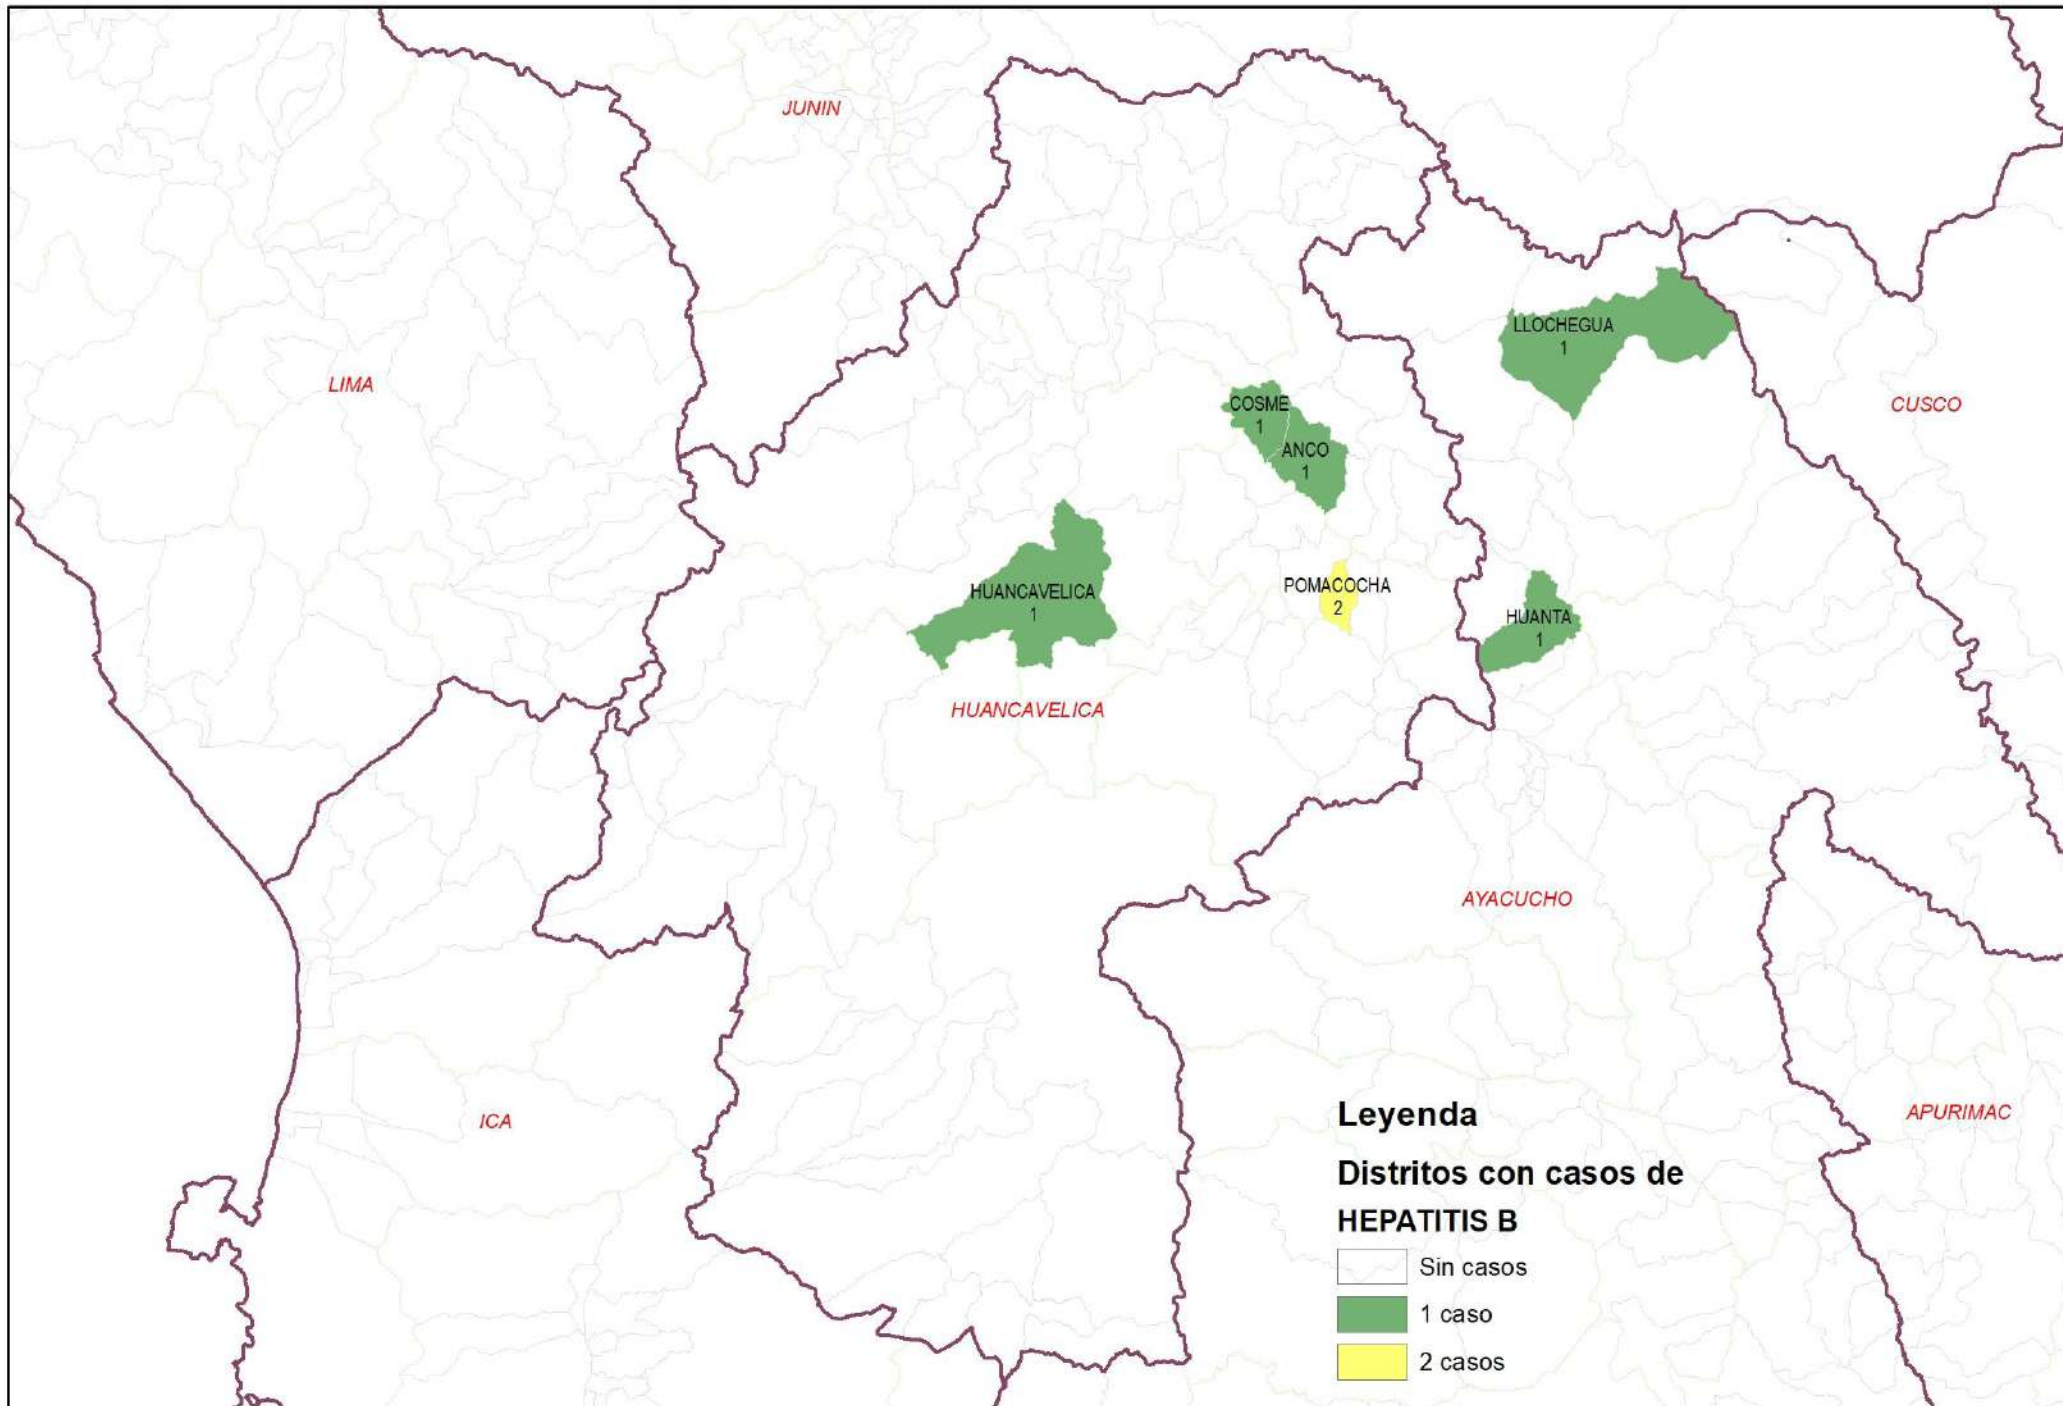 JUNIN
LLOCHEGUA
1
LIMA
COSME
1
CUSCO
ANCO
1
HUANCAVELICA
1
POMACOCHA
2
HUANTA
1
HUANCAVELICA
AYACUCHO
ICA
APURIMAC
Leyenda
Distritos con casos de
HEPATITIS B
Sin casos
1 caso
2 casos